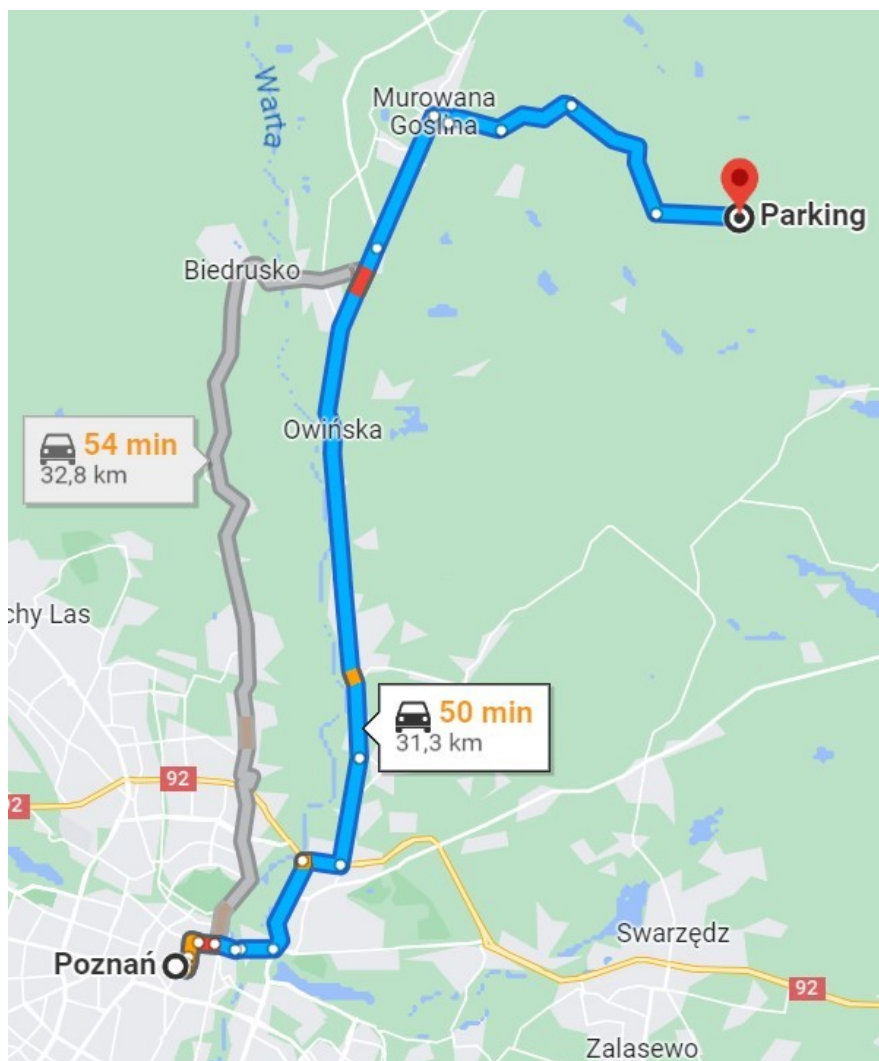 Warta
Murowana
Goślina
Parking
Biedrusko
Owińska
54 min
32,8 km
chy Las
50 min
31,3 km
92
92
Poznań
Swarzędz
92
Zalasewo